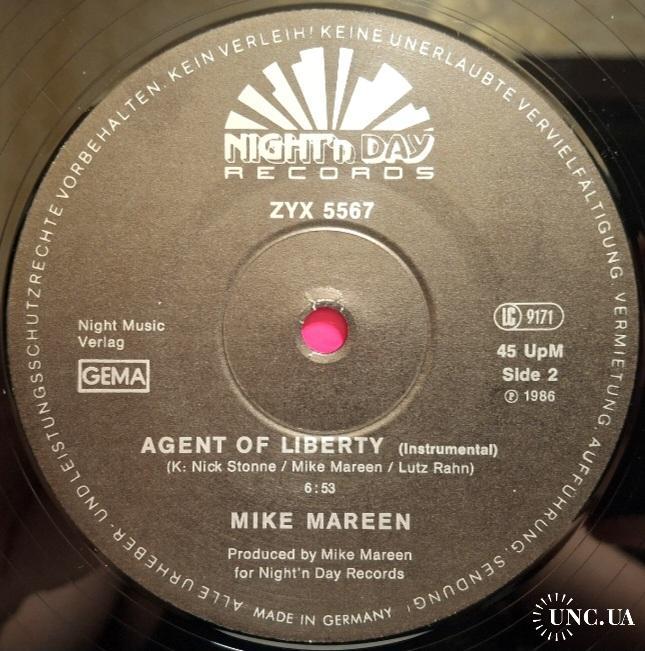 ALLE URHEBER- UND LEISTUNGSSCHUTZRECHTE VORBEHALTEN. KEIN VERLEIH! KEINE UNERLAUBTE VERVIELFÄLTIGUNG VERMIETUNG AUFFÜHRUNG, SENDUNG!
NIGHT'n DAY
RECORDS
ZYX 5567
Night Music
Verlag
GEMA
LC 9171
45 UpM
Side 2
℗ 1986
AGENT OF LIBERTY (Instrumental)
(K: Nick Stonne / Mike Mareen / Lutz Rahn)
6:53
MIKE MAREEN
Produced by Mike Mareen
for Night'n Day Records
MADE IN GERMANY
UNC.UA